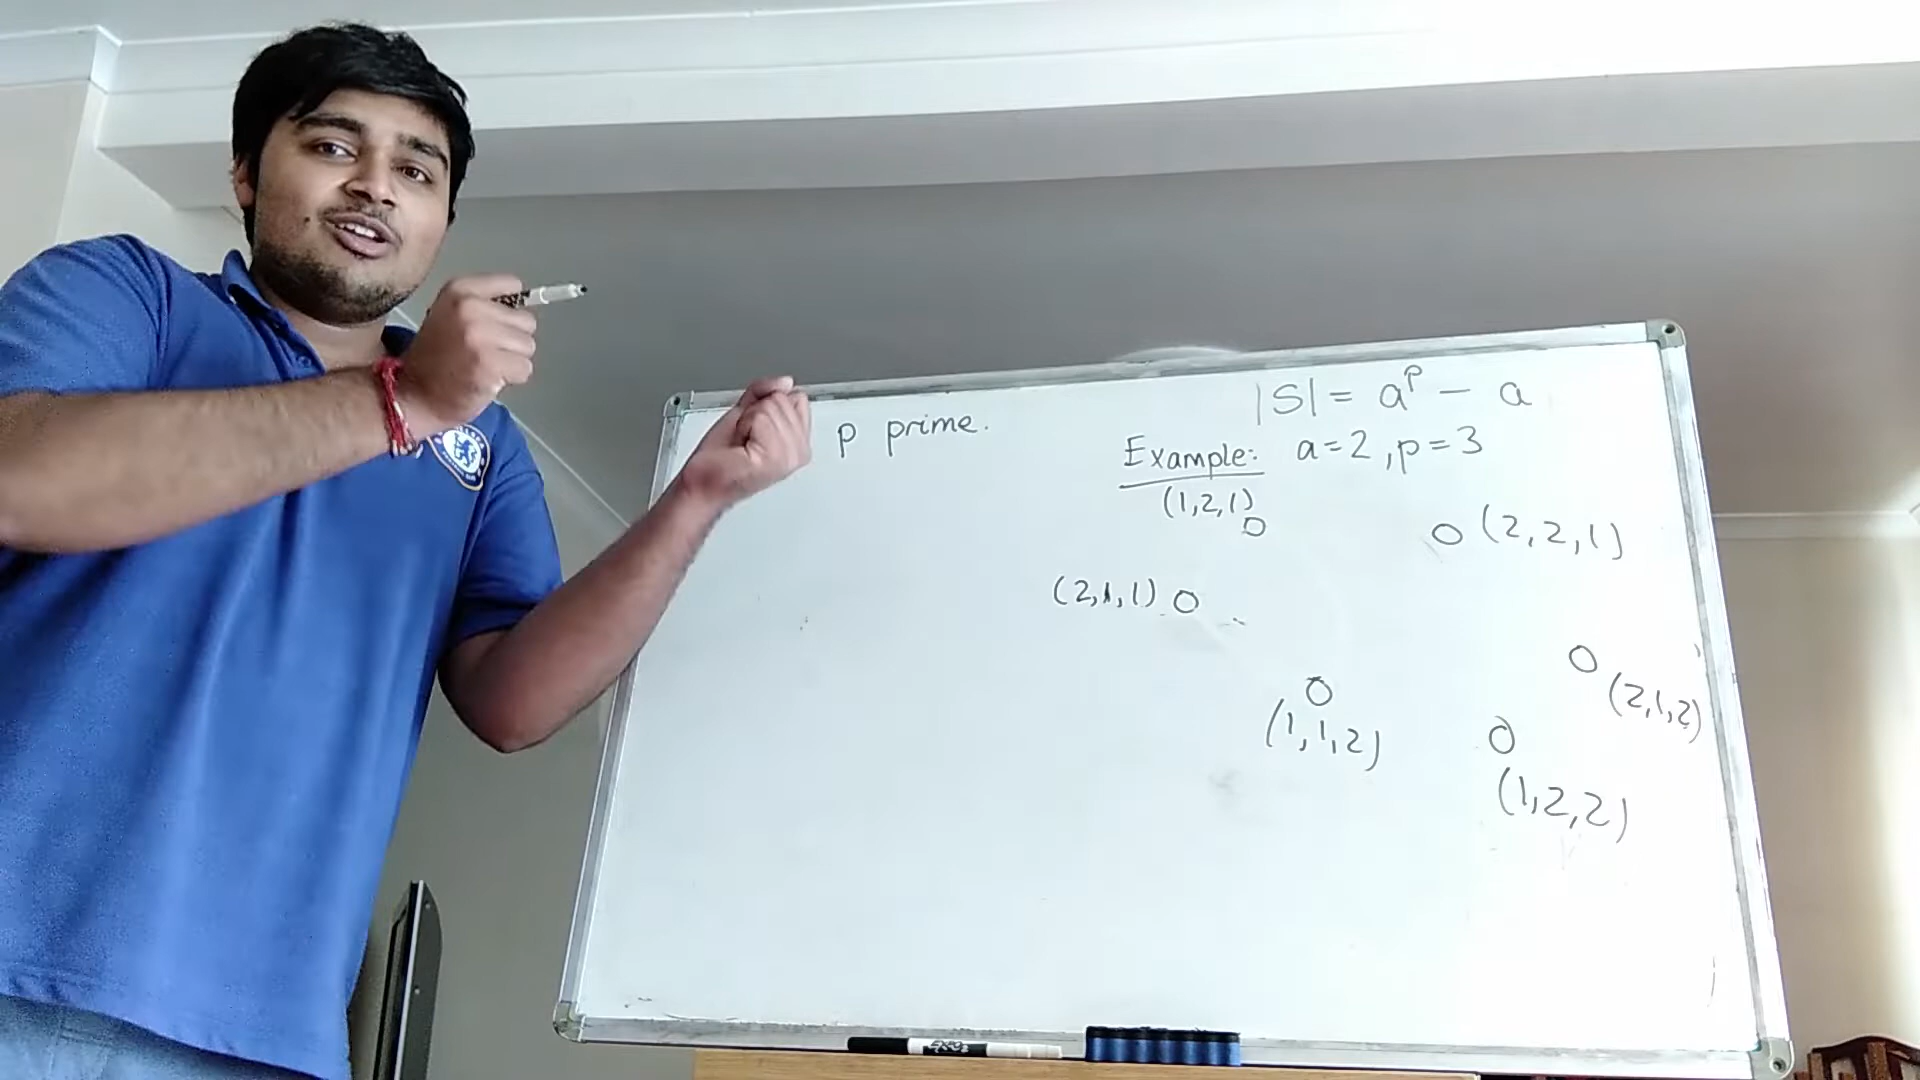 p prime.
|S| = a^p - a
Example: a=2, p=3
(1,2,1)
(2,2,1)
(2,1,1)
(2,1,2)
(1,1,2)
(1,2,2)
EXPO